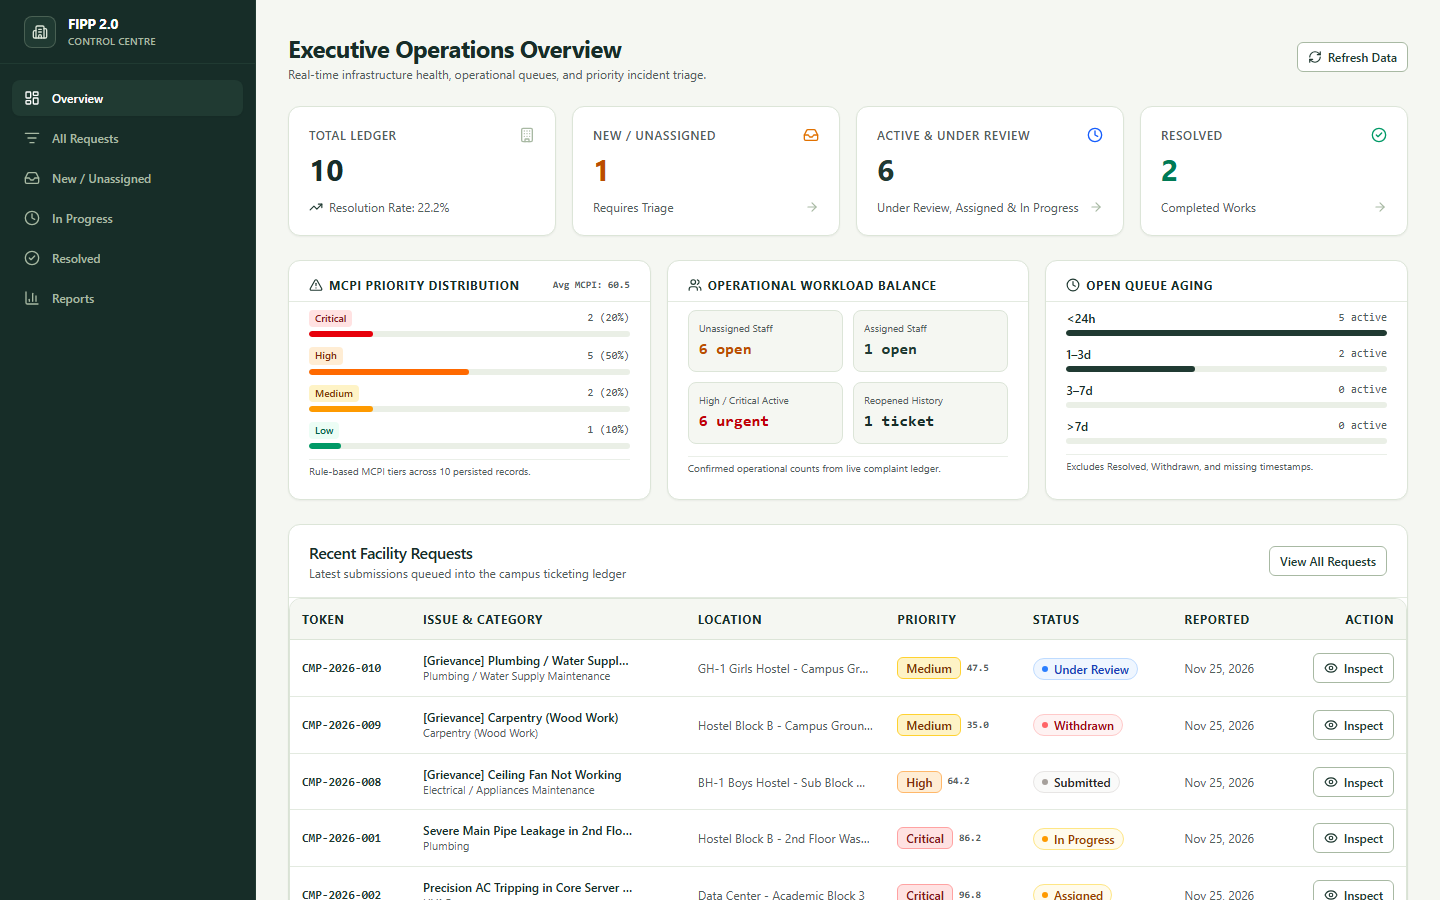 FIPP 2.0
CONTROL CENTRE
Overview
All Requests
New / Unassigned
In Progress
Resolved
Reports
Executive Operations Overview
Real-time infrastructure health, operational queues, and priority incident triage.
Refresh Data
TOTAL LEDGER
10
Resolution Rate: 22.2%
NEW / UNASSIGNED
1
Requires Triage
ACTIVE & UNDER REVIEW
6
Under Review, Assigned & In Progress
RESOLVED
2
Completed Works
MCPI PRIORITY DISTRIBUTION
Avg MCPI: 60.5
Critical 2 (20%)
High 5 (50%)
Medium 2 (20%)
Low 1 (10%)
Rule-based MCPI tiers across 10 persisted records.
OPERATIONAL WORKLOAD BALANCE
Unassigned Staff
6 open
Assigned Staff
1 open
High / Critical Active
6 urgent
Reopened History
1 ticket
Confirmed operational counts from live complaint ledger.
OPEN QUEUE AGING
<24h 5 active
1–3d 2 active
3–7d 0 active
>7d 0 active
Excludes Resolved, Withdrawn, and missing timestamps.
Recent Facility Requests
Latest submissions queued into the campus ticketing ledger
View All Requests
TOKEN ISSUE & CATEGORY LOCATION PRIORITY STATUS REPORTED ACTION
CMP-2026-010 [Grievance] Plumbing / Water Suppl... GH-1 Girls Hostel - Campus Gr... Medium 47.5 Under Review Nov 25, 2026 Inspect
Plumbing / Water Supply Maintenance
CMP-2026-009 [Grievance] Carpentry (Wood Work) Hostel Block B - Campus Groun... Medium 35.0 Withdrawn Nov 25, 2026 Inspect
Carpentry (Wood Work)
CMP-2026-008 [Grievance] Ceiling Fan Not Working BH-1 Boys Hostel - Sub Block ... High 64.2 Submitted Nov 25, 2026 Inspect
Electrical / Appliances Maintenance
CMP-2026-001 Severe Main Pipe Leakage in 2nd Flo... Hostel Block B - 2nd Floor Was... Critical 86.2 In Progress Nov 25, 2026 Inspect
Plumbing
CMP-2026-002 Precision AC Tripping in Core Server ... Data Center - Academic Block 3 Critical 96.8 Assigned Nov 25, 2026 Inspect